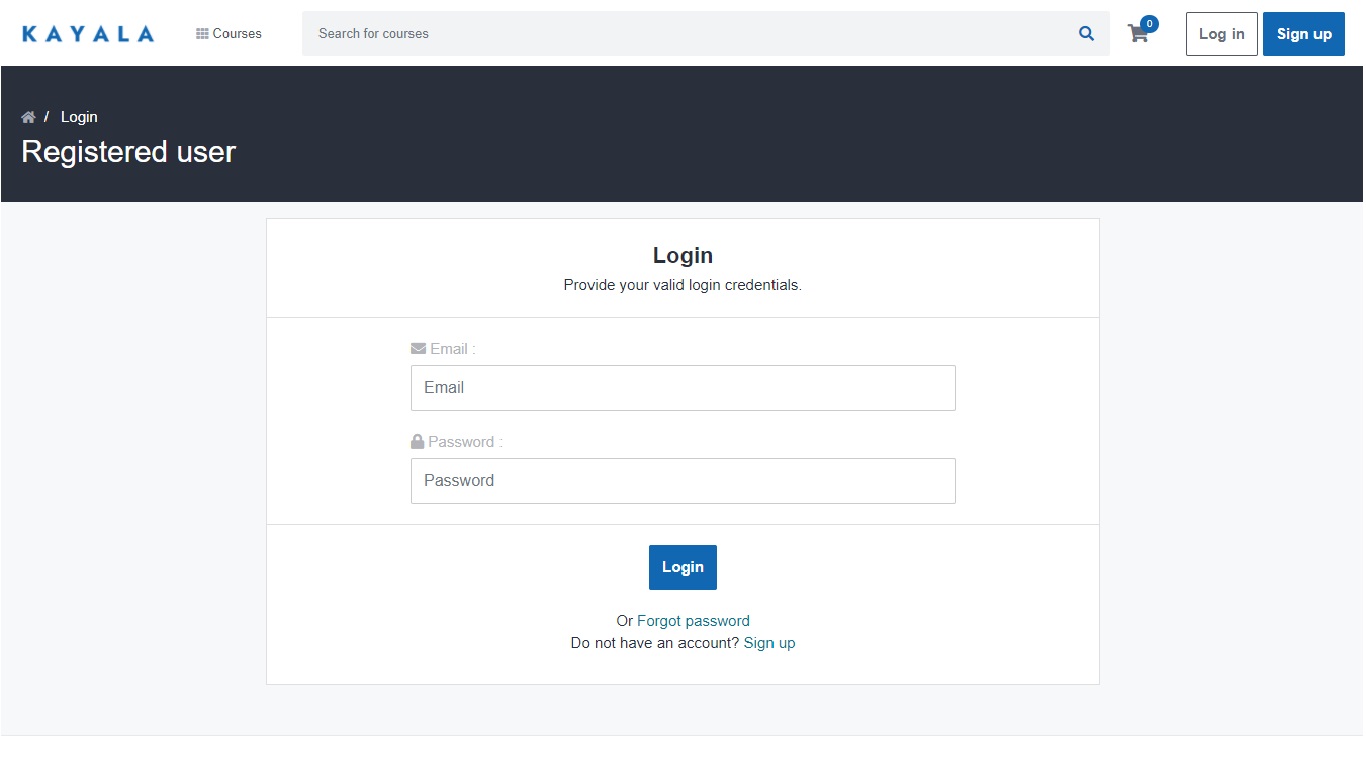 KAYALA
Courses
Search for courses
0
Log in
Sign up
/ Login
Registered user
Login
Provide your valid login credentials.
Email :
Email
Password :
Password
Login
Or Forgot password
Do not have an account? Sign up